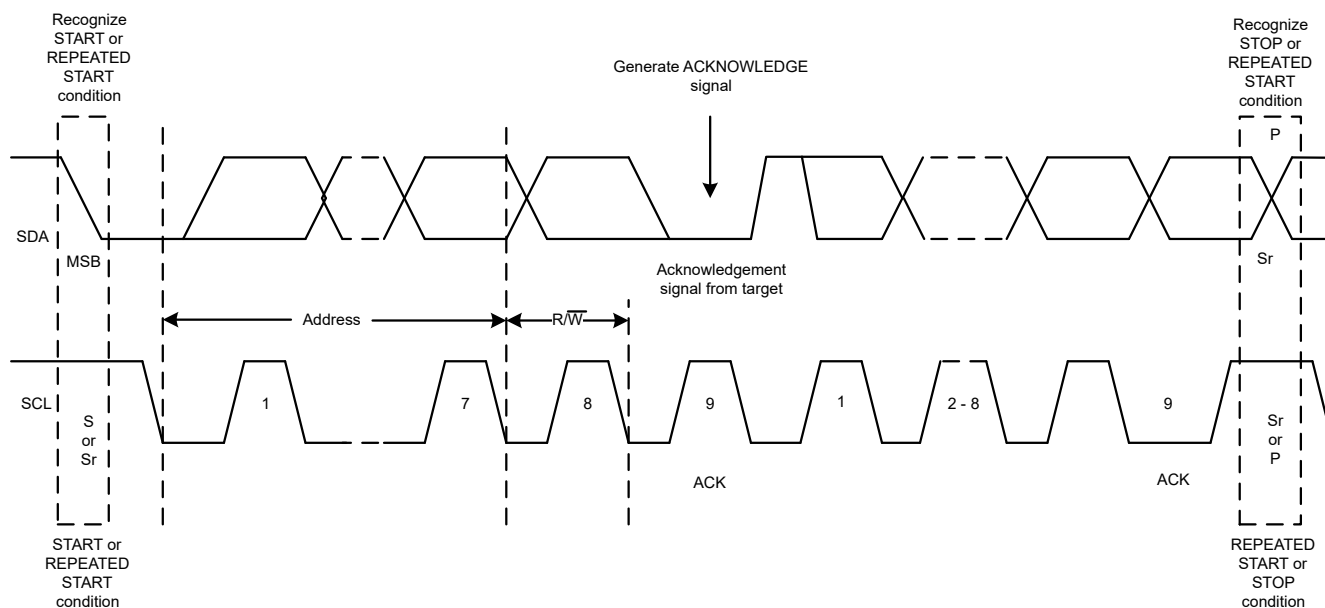 Recognize
START or
REPEATED
START
condition
Recognize
STOP or
REPEATED
START
condition
Generate ACKNOWLEDGE
signal
P
SDA
MSB
Acknowledgement
signal from target
Sr
Address
R/W̅
SCL
S
or
Sr
1
7
8
9
1
2 - 8
9
Sr
or
P
ACK
ACK
START or
REPEATED
START
condition
REPEATED
START or
STOP
condition